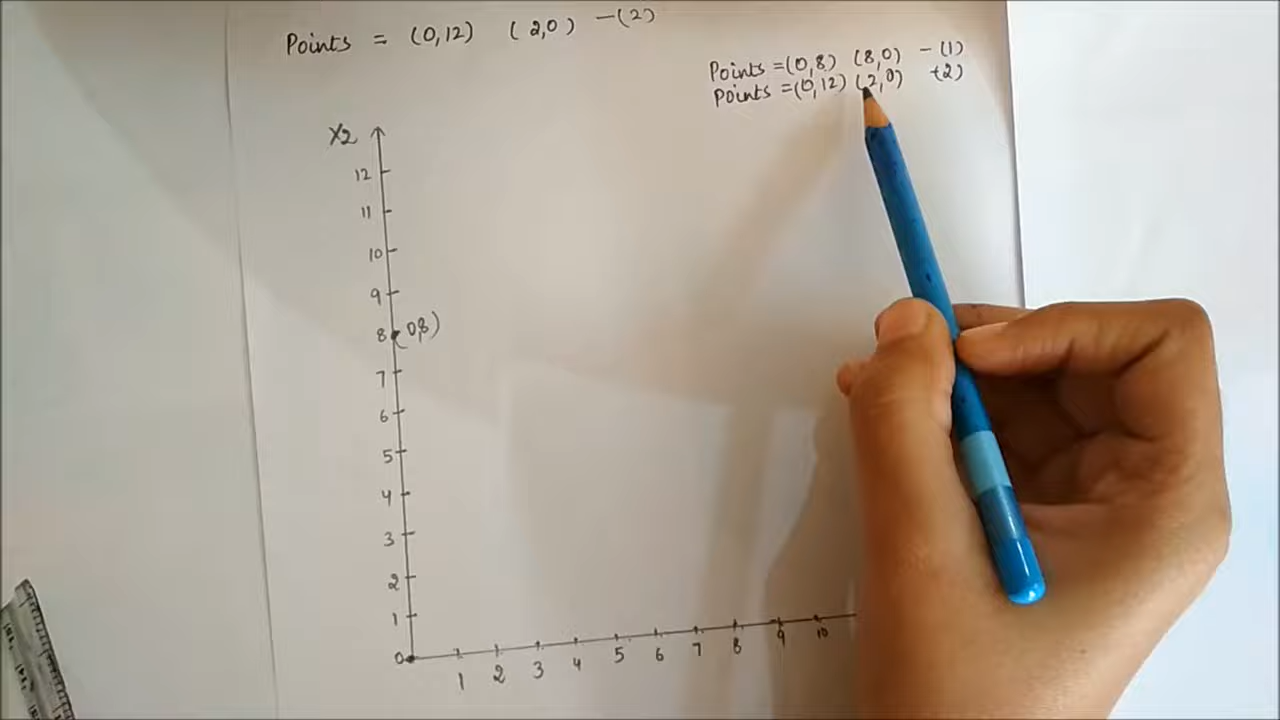 Points = (0,12) (2,0) -(2)
Points =(0,8) (8,0) -(1)
Points =(0,12) (2,0) -(2)
X2
12
11
10
9
8 (0,8)
7
6
5
4
3
2
1
0
1 2 3 4 5 6 7 8 9 10